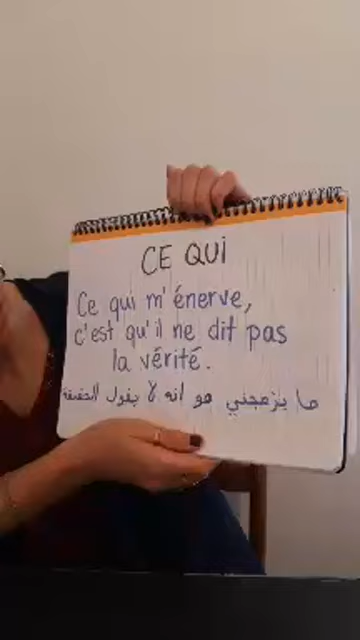 CE QUI
Ce qui m'énerve,
c'est qu'il ne dit pas
la vérité.
ما يزعجني هو انه لا يقول الحقيقة